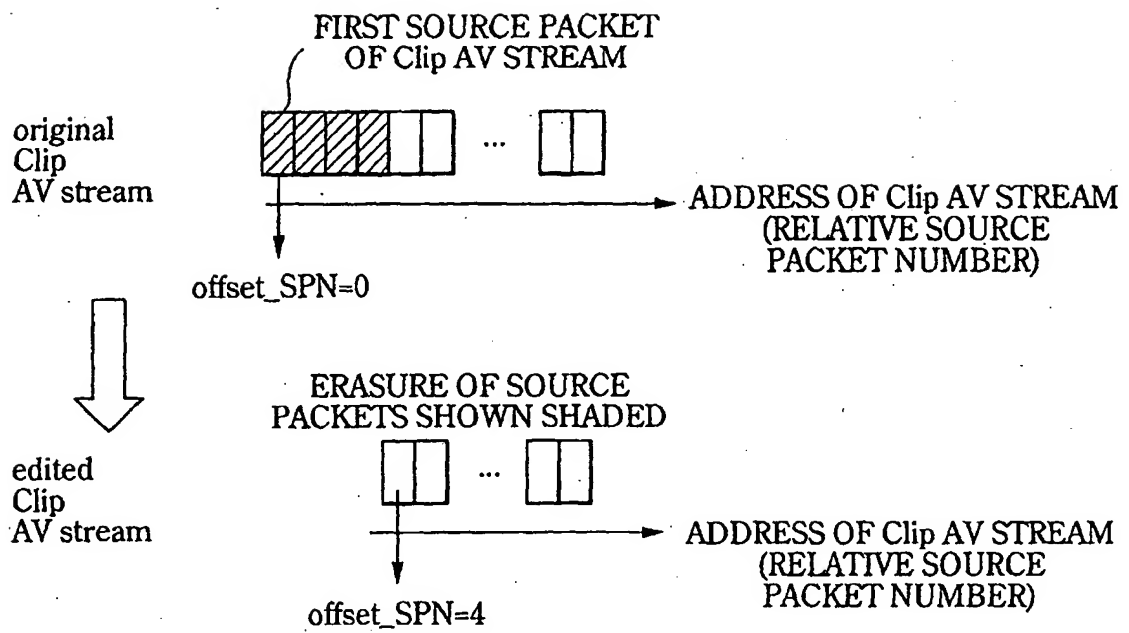 FIRST SOURCE PACKET
OF Clip AV STREAM
original
Clip
AV stream
...
ADDRESS OF Clip AV STREAM
(RELATIVE SOURCE
PACKET NUMBER)
offset_SPN=0
ERASURE OF SOURCE
PACKETS SHOWN SHADED
edited
Clip
AV stream
...
ADDRESS OF Clip AV STREAM
(RELATIVE SOURCE
PACKET NUMBER)
offset_SPN=4